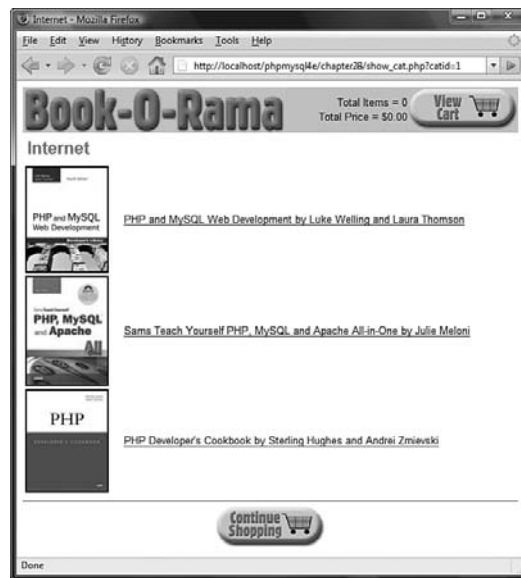 Internet - Mozilla Firefox
File Edit View History Bookmarks Tools Help
http://localhost/phpmysql4e/chapter28/show_cat.php?catid=1
Book-O-Rama
Total Items = 0
Total Price = $0.00
View Cart
Internet
PHP and MySQL
Web Development
PHP and MySQL Web Development by Luke Welling and Laura Thomson
PHP, MySQL
and Apache
All
Sams Teach Yourself PHP, MySQL and Apache All-in-One by Julie Meloni
PHP
DEVELOPER'S COOKBOOK
PHP Developer's Cookbook by Sterling Hughes and Andrei Zmievski
Continue
Shopping
Done